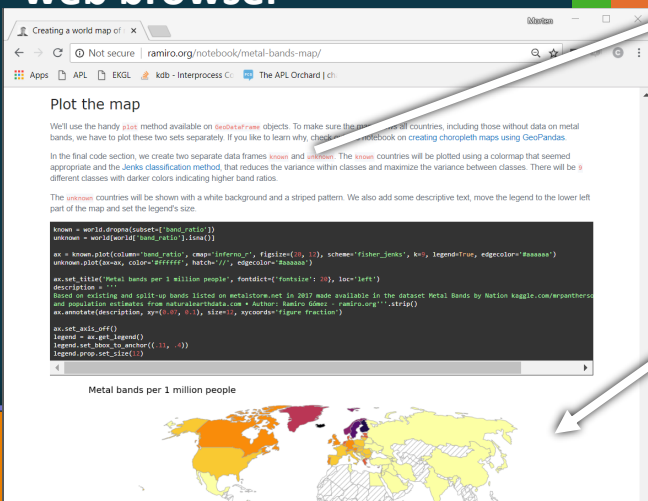 web browser
Creating a world map of
Morten
Not secure | ramiro.org/notebook/metal-bands-map/
Apps APL EKGL kdb - Interprocess Co The APL Orchard | ch
Plot the map
We'll use the handy plot method available on GeoDataFrame objects. To make sure the map all countries, including those without data on metal
bands, we have to plot these two sets separately. If you like to learn why, check notebook on creating choropleth maps using GeoPandas.
In the final code section, we create two separate data frames known and unknown. The known countries will be plotted using a colormap that seemed
appropriate and the Jenks classification method, that reduces the variance within classes and maximize the variance between classes. There will be 9
different classes with darker colors indicating higher band ratios.
The unknown countries will be shown with a white background and a striped pattern. We also add some descriptive text, move the legend to the lower left
part of the map and set the legend's size.
known = world.dropna(subset=['band_ratio'])
unknown = world[world['band_ratio'].isna()]
ax = known.plot(column='band_ratio', cmap='inferno_r', figsize=(20, 12), scheme='fisher_jenks', k=9, legend=True, edgecolor='#aaaaaa')
unknown.plot(ax=ax, color='#ffffff', hatch='//', edgecolor='#aaaaaa')
ax.set_title('Metal bands per 1 million people', fontdict={'fontsize': 20}, loc='left')
description = '''
Based on existing and split-up bands listed on metalstorm.net in 2017 made available in the dataset Metal Bands by Nation kaggle.com/mrpantherso
and population estimates from naturalearthdata.com • Author: Ramiro Gómez - ramiro.org'''.strip()
ax.annotate(description, xy=(0.07, 0.1), size=12, xycoords='figure fraction')
ax.set_axis_off()
legend = ax.get_legend()
legend.set_bbox_to_anchor((.11, .4))
legend.prop.set_size(12)
Metal bands per 1 million people